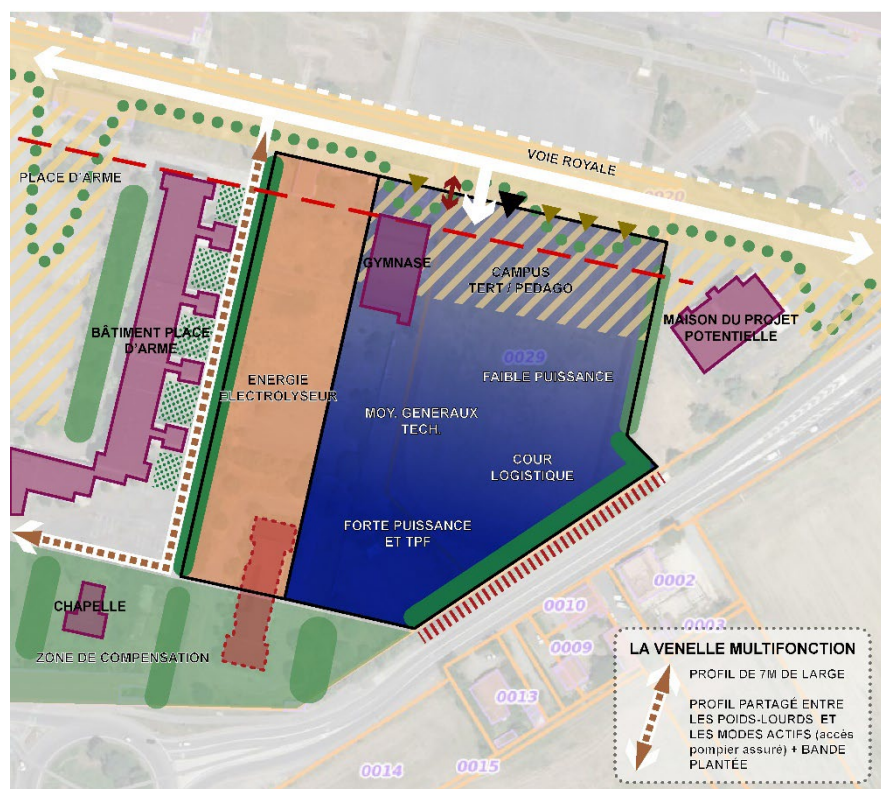 VOIE ROYALE
0020
PLACE D'ARME
GYMNASE
CAMPUS
TERT / PEDAGO
MAISON DU PROJET
POTENTIELLE
BÂTIMENT PLACE
D'ARME
0029
FAIBLE PUISSANCE
ENERGIE
ELECTROLYSEUR
MOY. GENERAUX
TECH.
COUR
LOGISTIQUE
FORTE PUISSANCE
ET TPF
CHAPELLE
ZONE DE COMPENSATION
0002
0010
0003
0009
0013
0014
0015
LA VENELLE MULTIFONCTION
PROFIL DE 7M DE LARGE
PROFIL PARTAGÉ ENTRE
LES POIDS-LOURDS ET
LES MODES ACTIFS (accès
pompier assuré) + BANDE
PLANTÉE